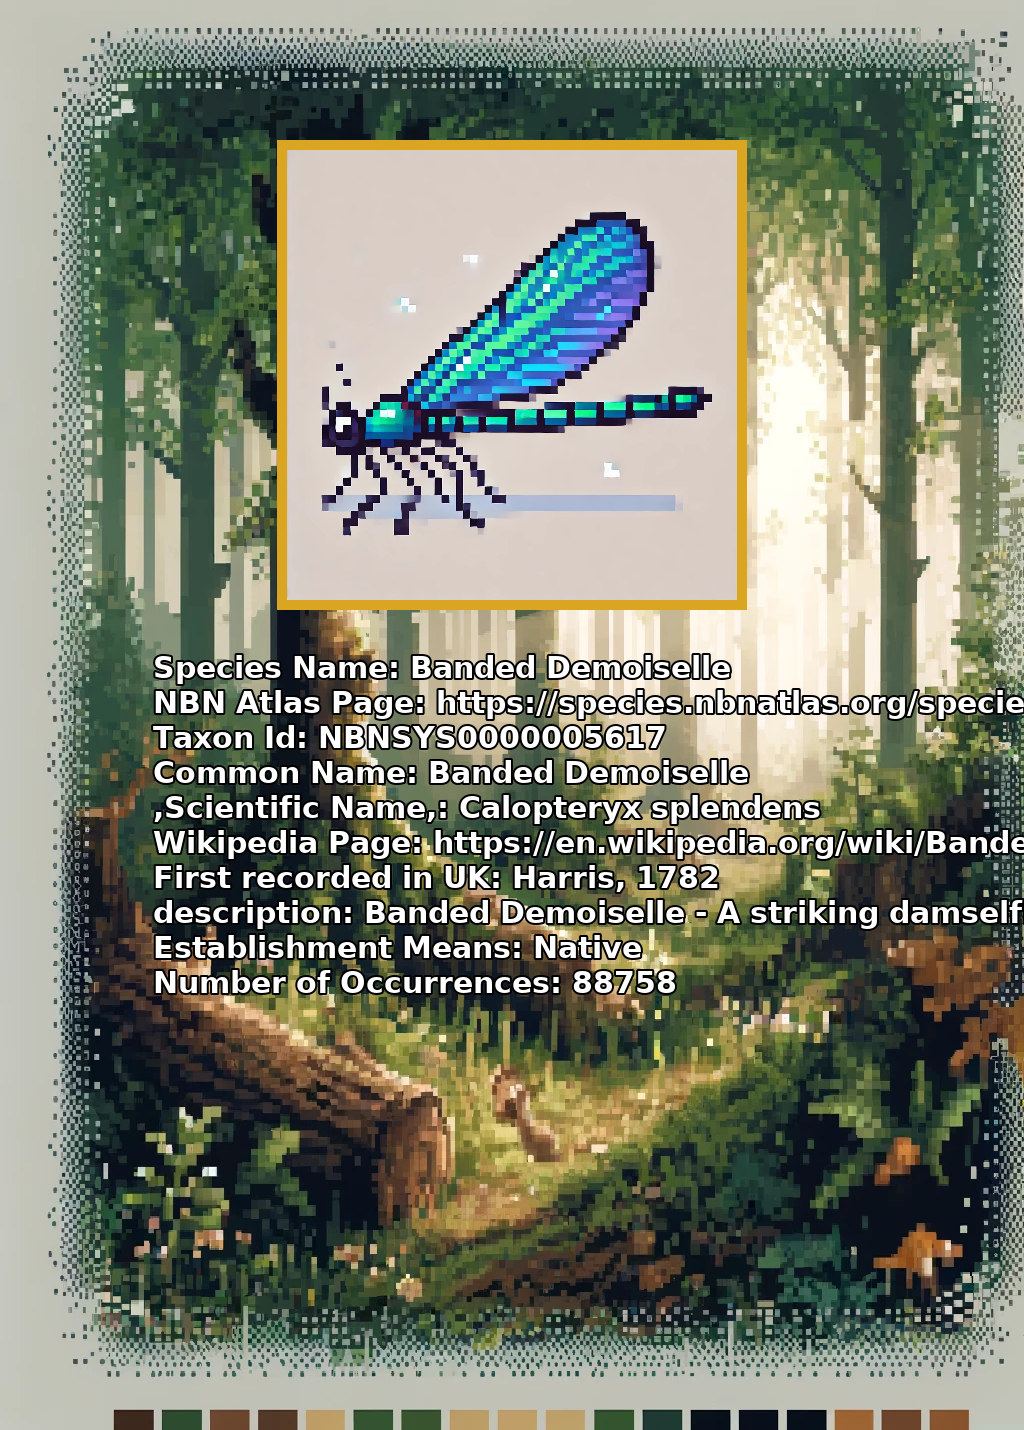 Species Name: Banded Demoiselle
NBN Atlas Page: https://species.nbnatlas.org/specie
Taxon Id: NBNSYS0000005617
Common Name: Banded Demoiselle
,Scientific Name,: Calopteryx splendens
Wikipedia Page: https://en.wikipedia.org/wiki/Bande
First recorded in UK: Harris, 1782
description: Banded Demoiselle - A striking damself
Establishment Means: Native
Number of Occurrences: 88758